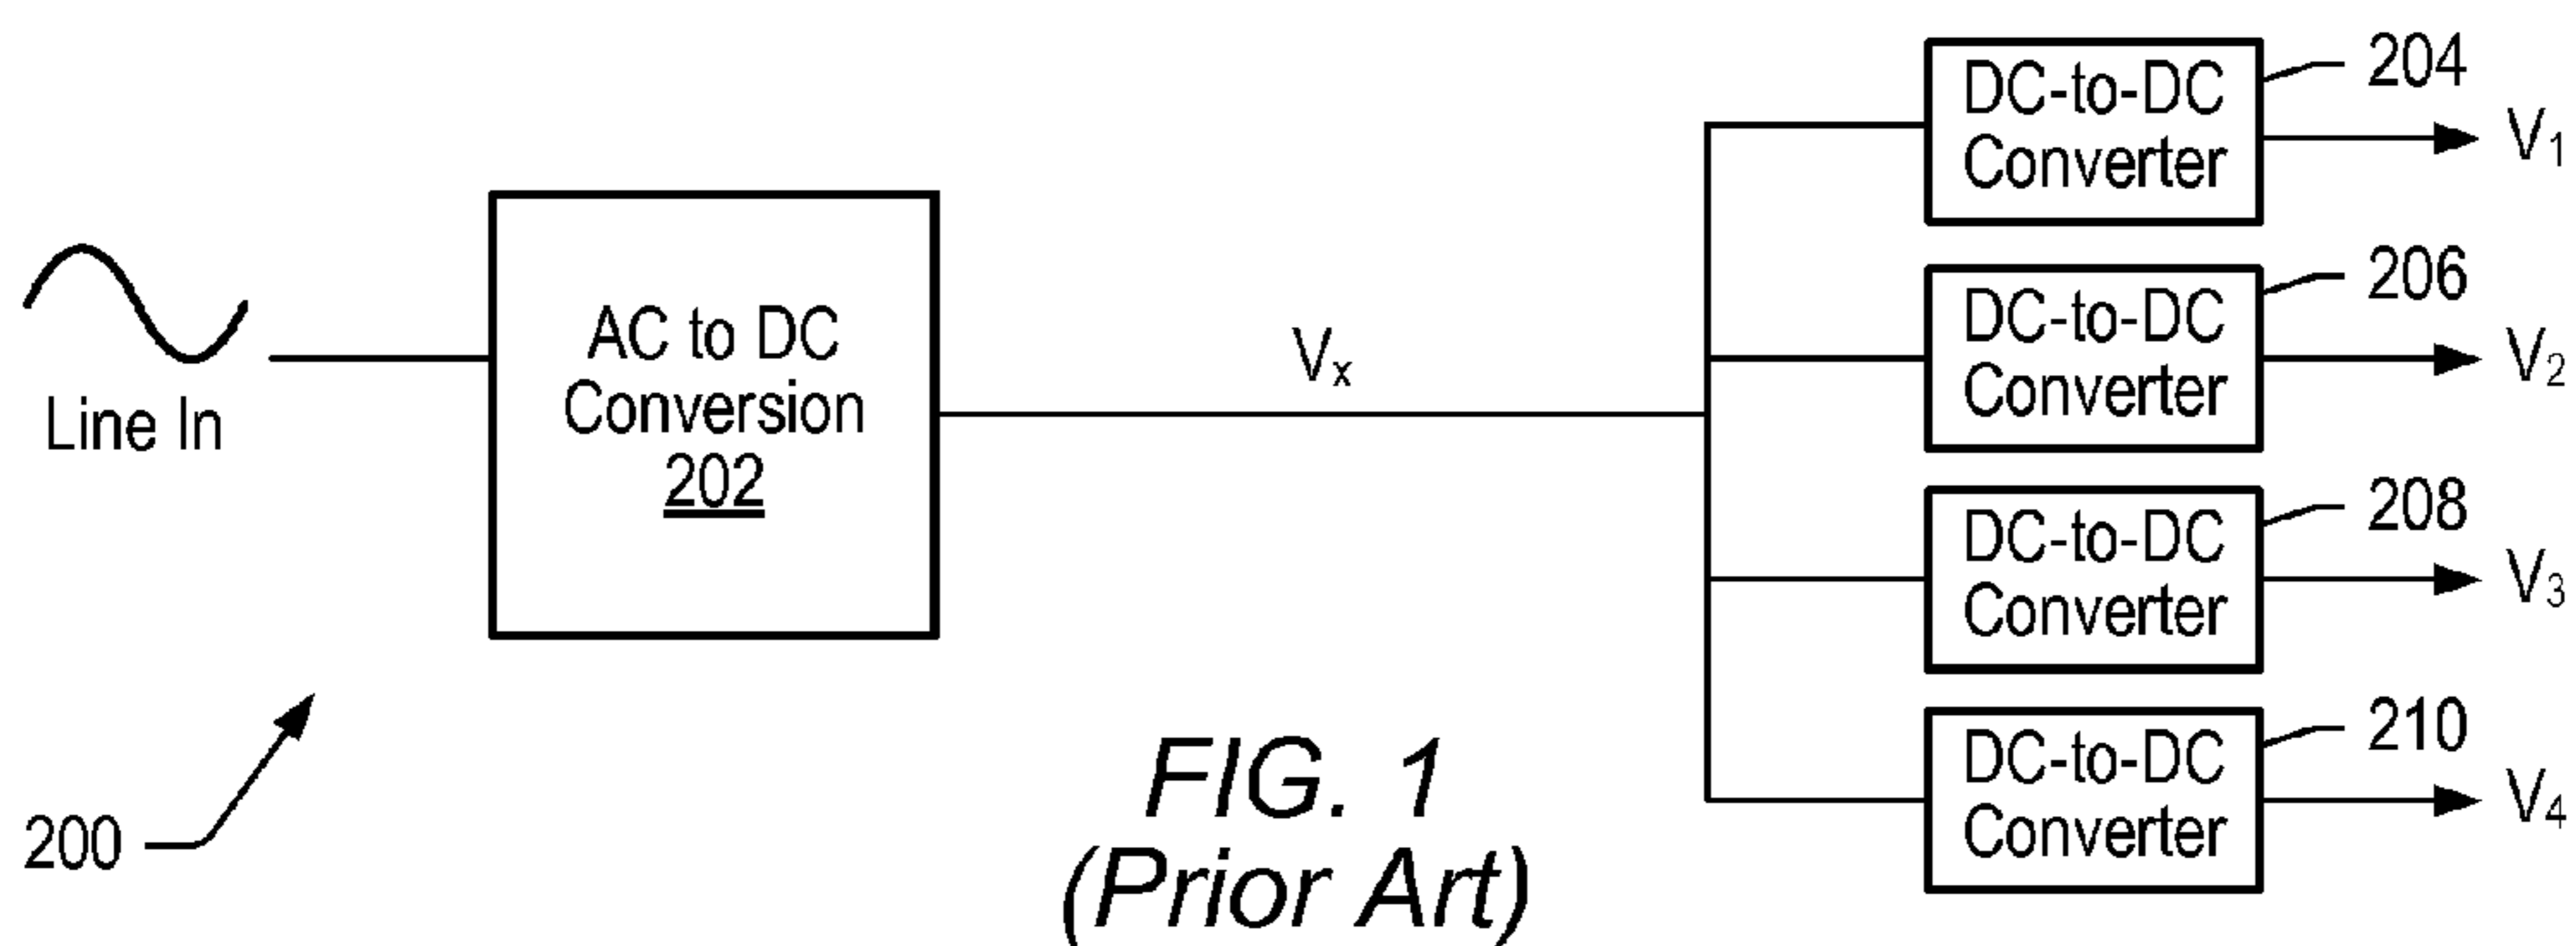 Line In
200
AC to DC
Conversion
202
Vx
DC-to-DC
Converter
204
V1
DC-to-DC
Converter
206
V2
DC-to-DC
Converter
208
V3
DC-to-DC
Converter
210
V4
FIG. 1
(Prior Art)